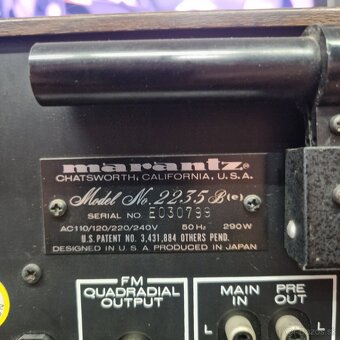 marantz
CHATSWORTH, CALIFORNIA, U.S.A.
Model No. 2235 B(e)
SERIAL NO. E030799
AC110/120/220/240V 50Hz 290W
U.S. PATENT NO. 3,431,884 OTHERS PEND.
DESIGNED IN U.S.A PRODUCED IN JAPAN
FM
QUADRADIAL
OUTPUT
MAIN
IN
PRE
OUT
L
L